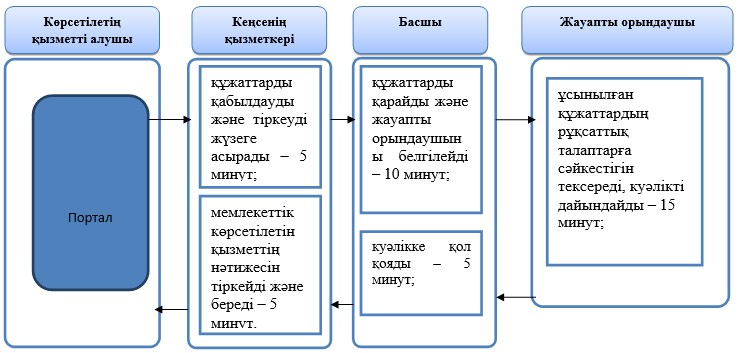 Көрсетілетің
қызметті алушы
Кеңсенің
қызметкері
Басшы
Жауапты орындаушы
Портал
құжаттарды
қабылдауды
және тіркеуді
жүзеге
асырады – 5
минут;
мемлекеттік
көрсетілетін
қызметтің
нәтижесін
тіркейді және
береді – 5
минут.
құжаттарды
қарайды және
жауапты
орындаушын
ы белгілейді
– 10 минут;
куәлікке қол
қояды – 5
минут;
ұсынылған
құжаттардың
рұқсаттық
талаптарға
сәйкестігін
тексереді, куәлікті
дайындайды – 15
минут;